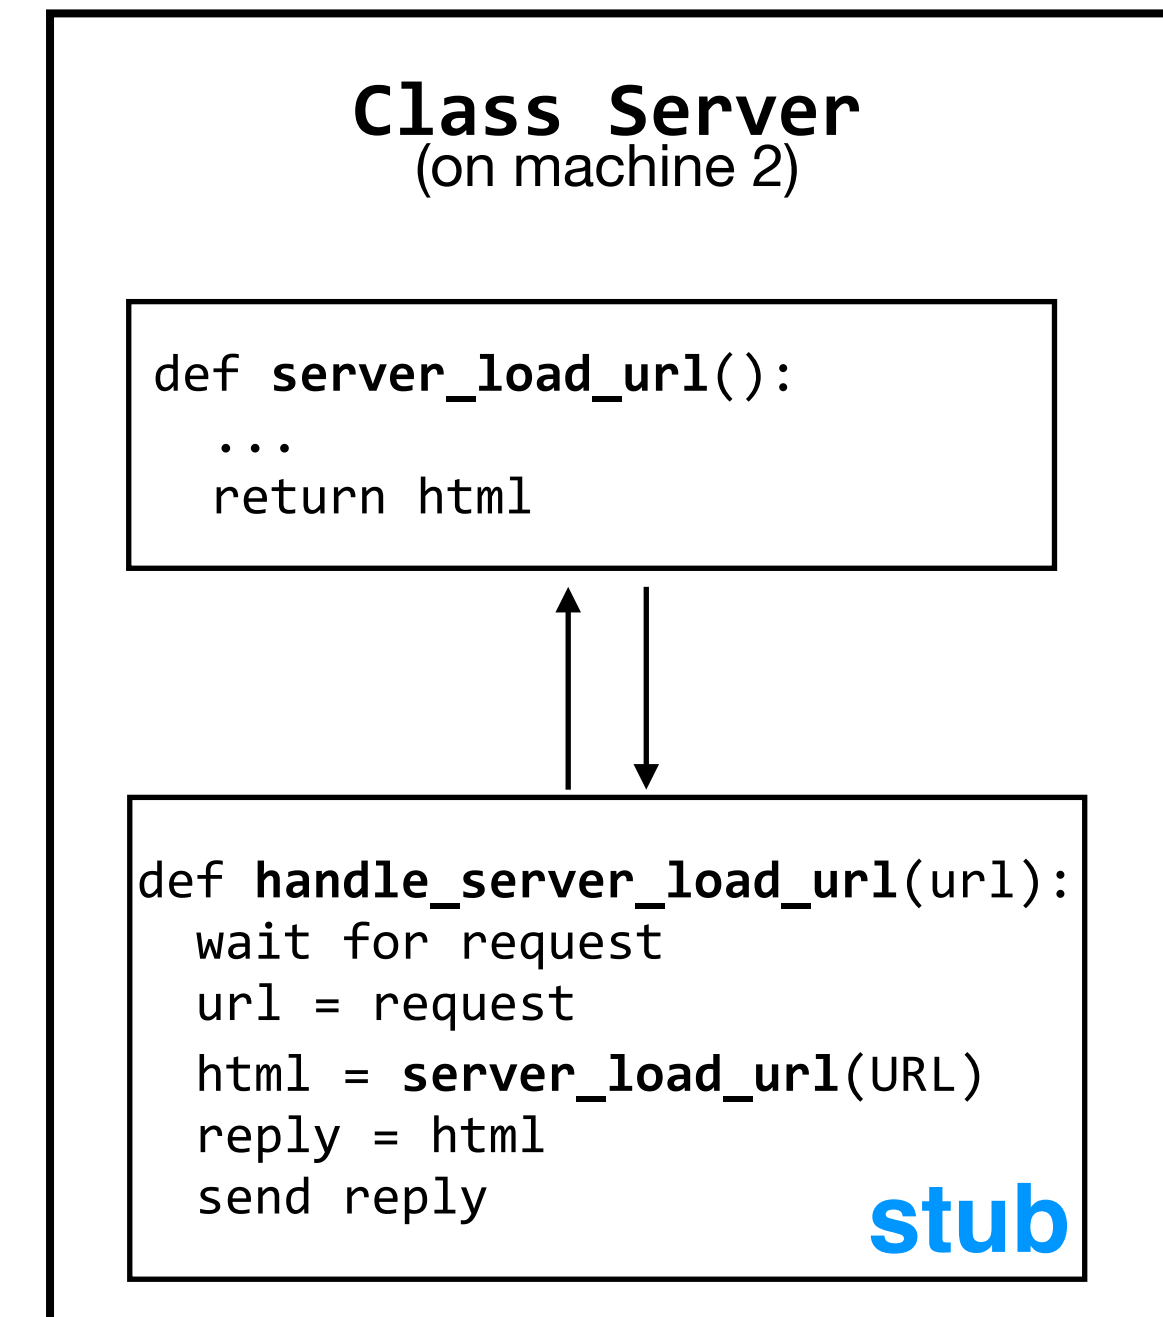 Class Server
(on machine 2)
def server_load_url():
...
return html
def handle_server_load_url(url):
wait for request
url = request
html = server_load_url(URL)
reply = html
send reply
stub